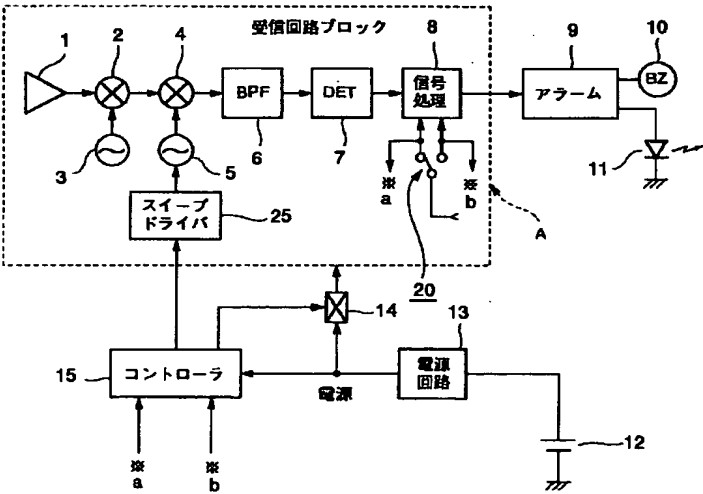 受信回路ブロック
1
2
4
8
9
10
BPF
DET
信号
処理
アラーム
BZ
3
5
6
7
11
※
a
※
b
スイープ
ドライバ
25
20
A
14
13
15
コントローラ
電源
電源
回路
12
※
a
※
b